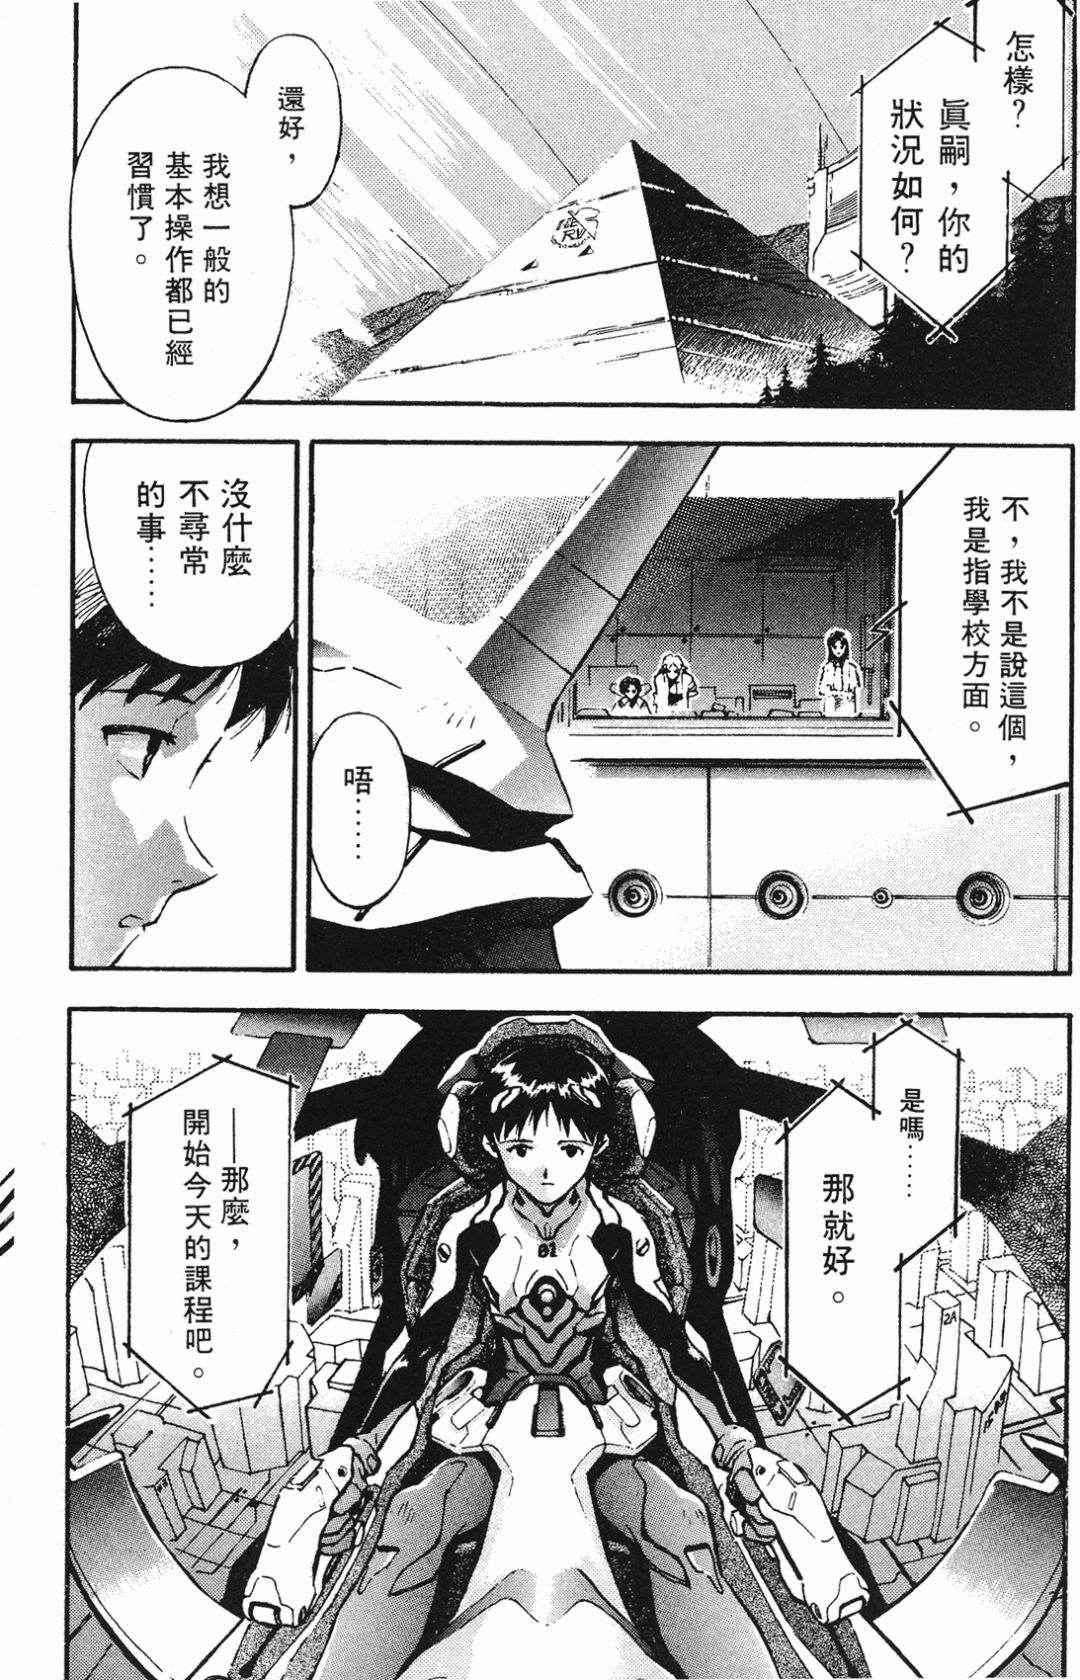 怎樣？
眞嗣，你的
狀況如何？
還好，
我想一般的
基本操作都已經
習慣了。
NERV
不，我不是說這個，
我是指學校方面。
唔……
沒什麼
不尋常
的事……
是嗎……
那就好。
——那麼，
開始今天的課程吧。
01
2A